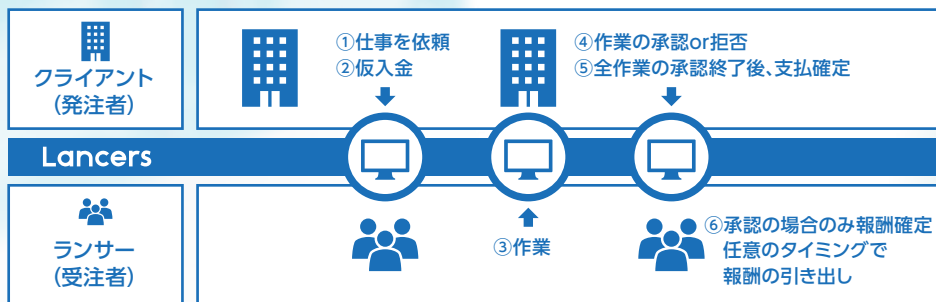 クライアント
(発注者)
①仕事を依頼
②仮入金
④作業の承認or拒否
⑤全作業の承認終了後、支払確定
Lancers
ランサー
(受注者)
③作業
⑥承認の場合のみ報酬確定
任意のタイミングで
報酬の引き出し